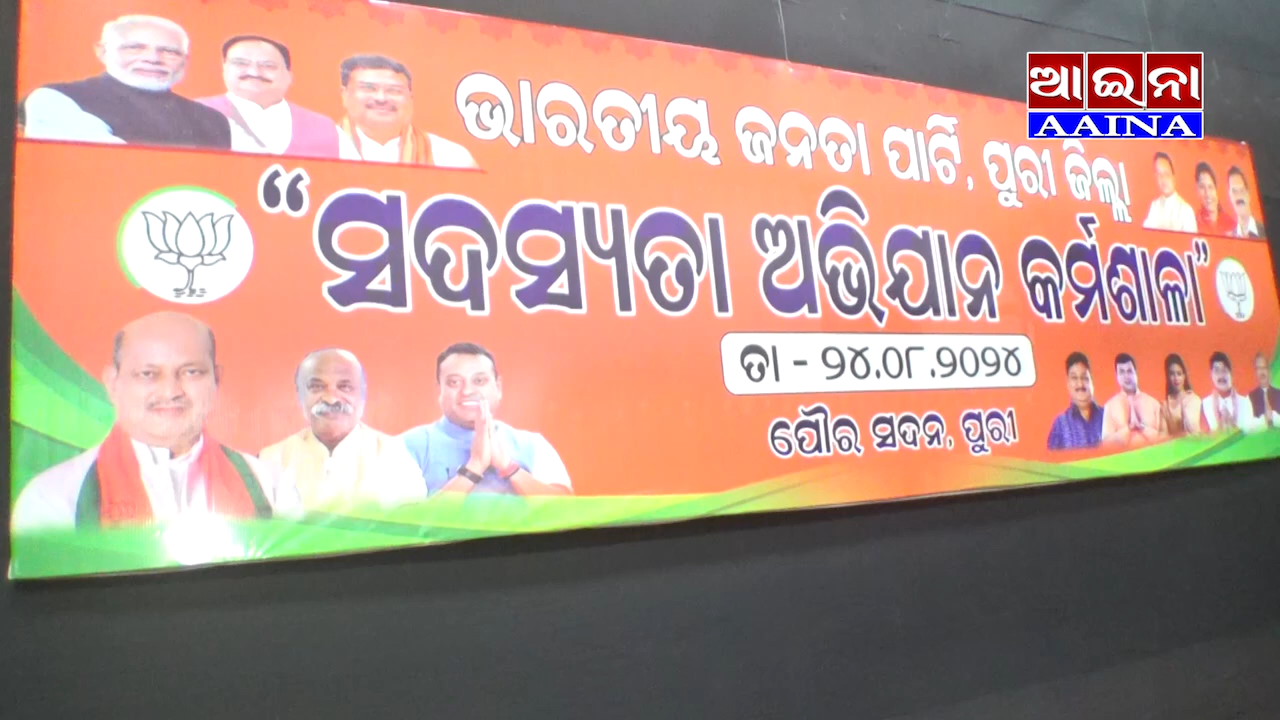 ଆଇନା
AAINA
ଭାରତୀୟ ଜନତା ପାର୍ଟି, ପୁରୀ ଜିଲ୍ଲା
“ସଦସ୍ୟତା ଅଭିଯାନ କର୍ମଶାଳା”
ତା - ୨୪.୦୮.୨୦୨୪
ପୌର ସଦନ, ପୁରୀ